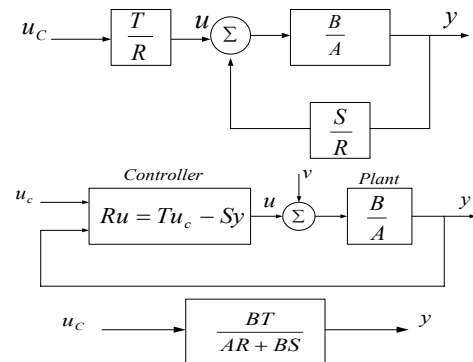 u_C T/R u Σ B/A y
S/R
Controller v Plant
u_c Ru = Tu_c − Sy u Σ B/A y
u_C BT/(AR + BS) y